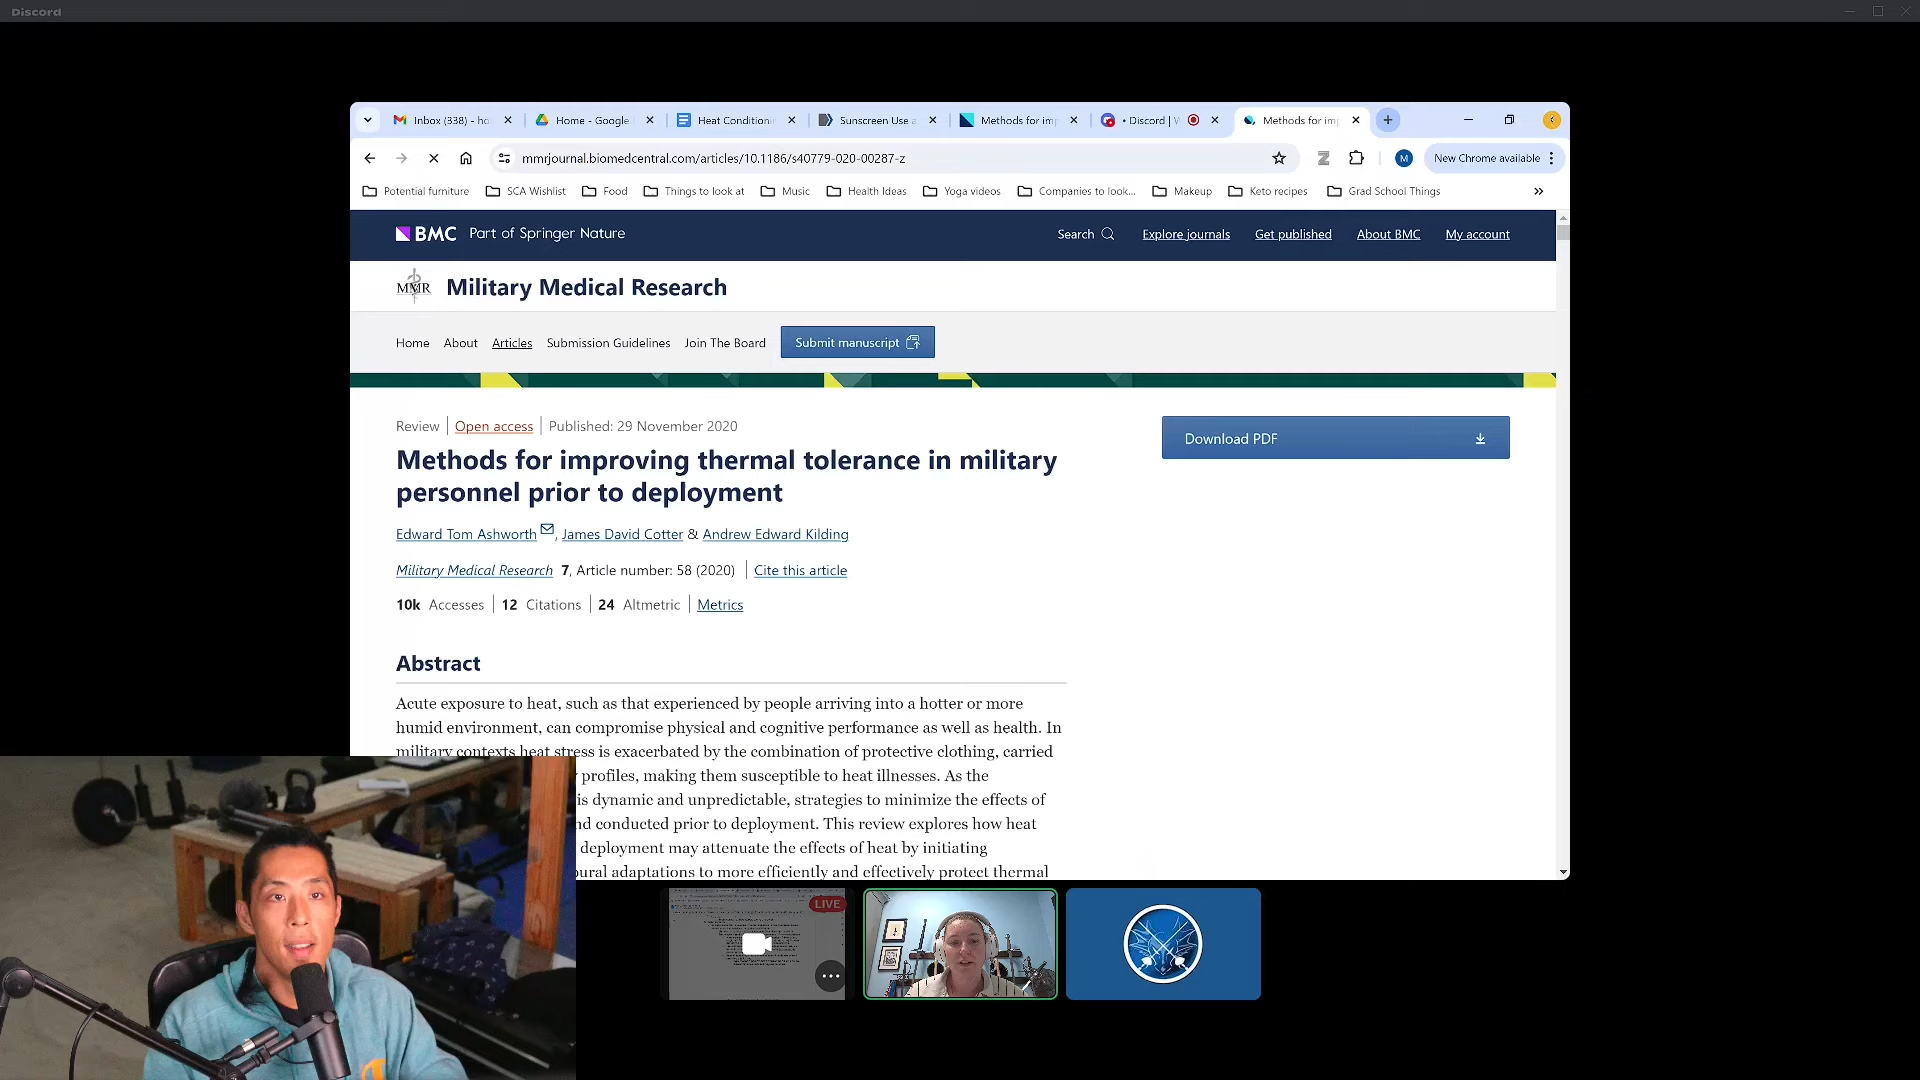 Discord
Inbox (338) - ho
Home - Google
Heat Conditioni
Sunscreen Use a
Methods for imp
• Discord |
Methods for imp
mmrjournal.biomedcentral.com/articles/10.1186/s40779-020-00287-z
M
New Chrome available
Potential furniture
SCA Wishlist
Food
Things to look at
Music
Health Ideas
Yoga videos
Companies to look...
Makeup
Keto recipes
Grad School Things
»
BMC Part of Springer Nature
Search
Explore journals
Get published
About BMC
My account
MMR
Military Medical Research
Home
About
Articles
Submission Guidelines
Join The Board
Submit manuscript
Review | Open access | Published: 29 November 2020
Download PDF
Methods for improving thermal tolerance in military
personnel prior to deployment
Edward Tom Ashworth, James David Cotter & Andrew Edward Kilding
Military Medical Research 7, Article number: 58 (2020) | Cite this article
10k Accesses | 12 Citations | 24 Altmetric | Metrics
Abstract
Acute exposure to heat, such as that experienced by people arriving into a hotter or more
humid environment, can compromise physical and cognitive performance as well as health. In
military contexts heat stress is exacerbated by the combination of protective clothing, carried
profiles, making them susceptible to heat illnesses. As the
is dynamic and unpredictable, strategies to minimize the effects of
nd conducted prior to deployment. This review explores how heat
deployment may attenuate the effects of heat by initiating
ural adaptations to more efficiently and effectively protect thermal
LIVE